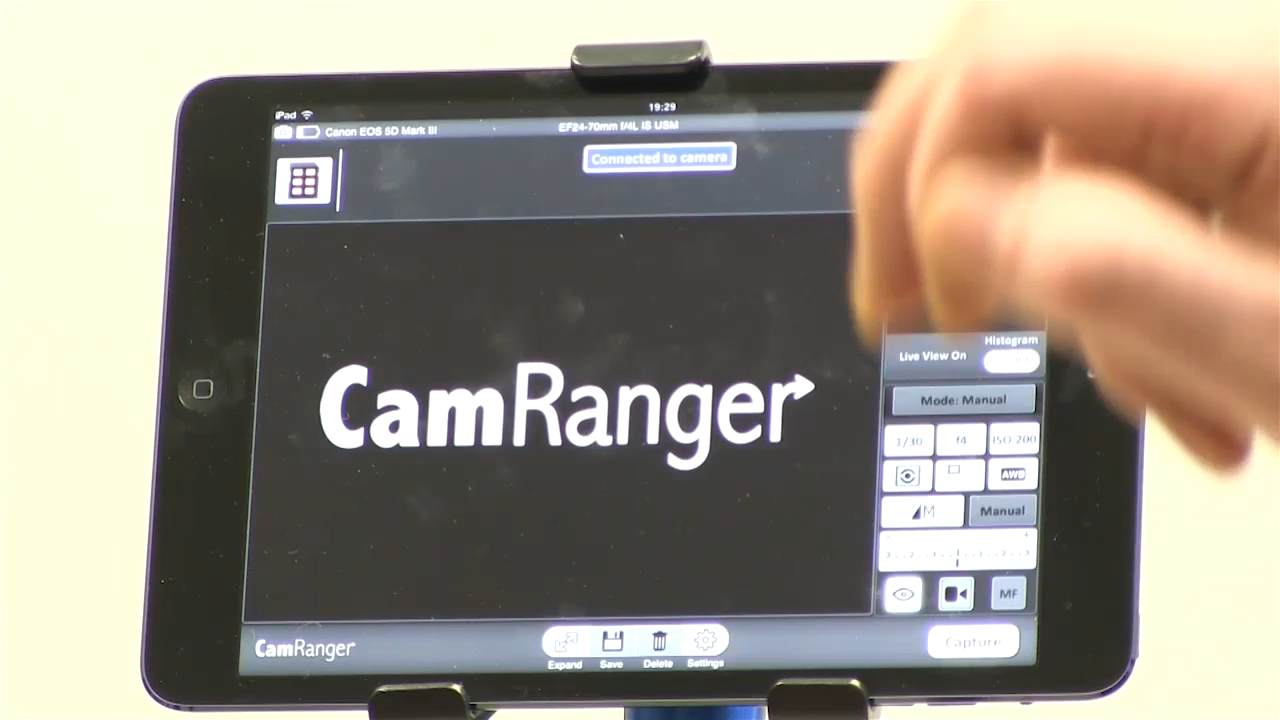 iPad
19:29
Canon EOS 5D Mark III
EF24-70mm f/4L IS USM
Connected to camera
CamRanger
Histogram
Live View On
Mode: Manual
1/30 f4 ISO 200
AWB
M Manual
MF
CamRanger
Expand Save Delete Settings
Capture